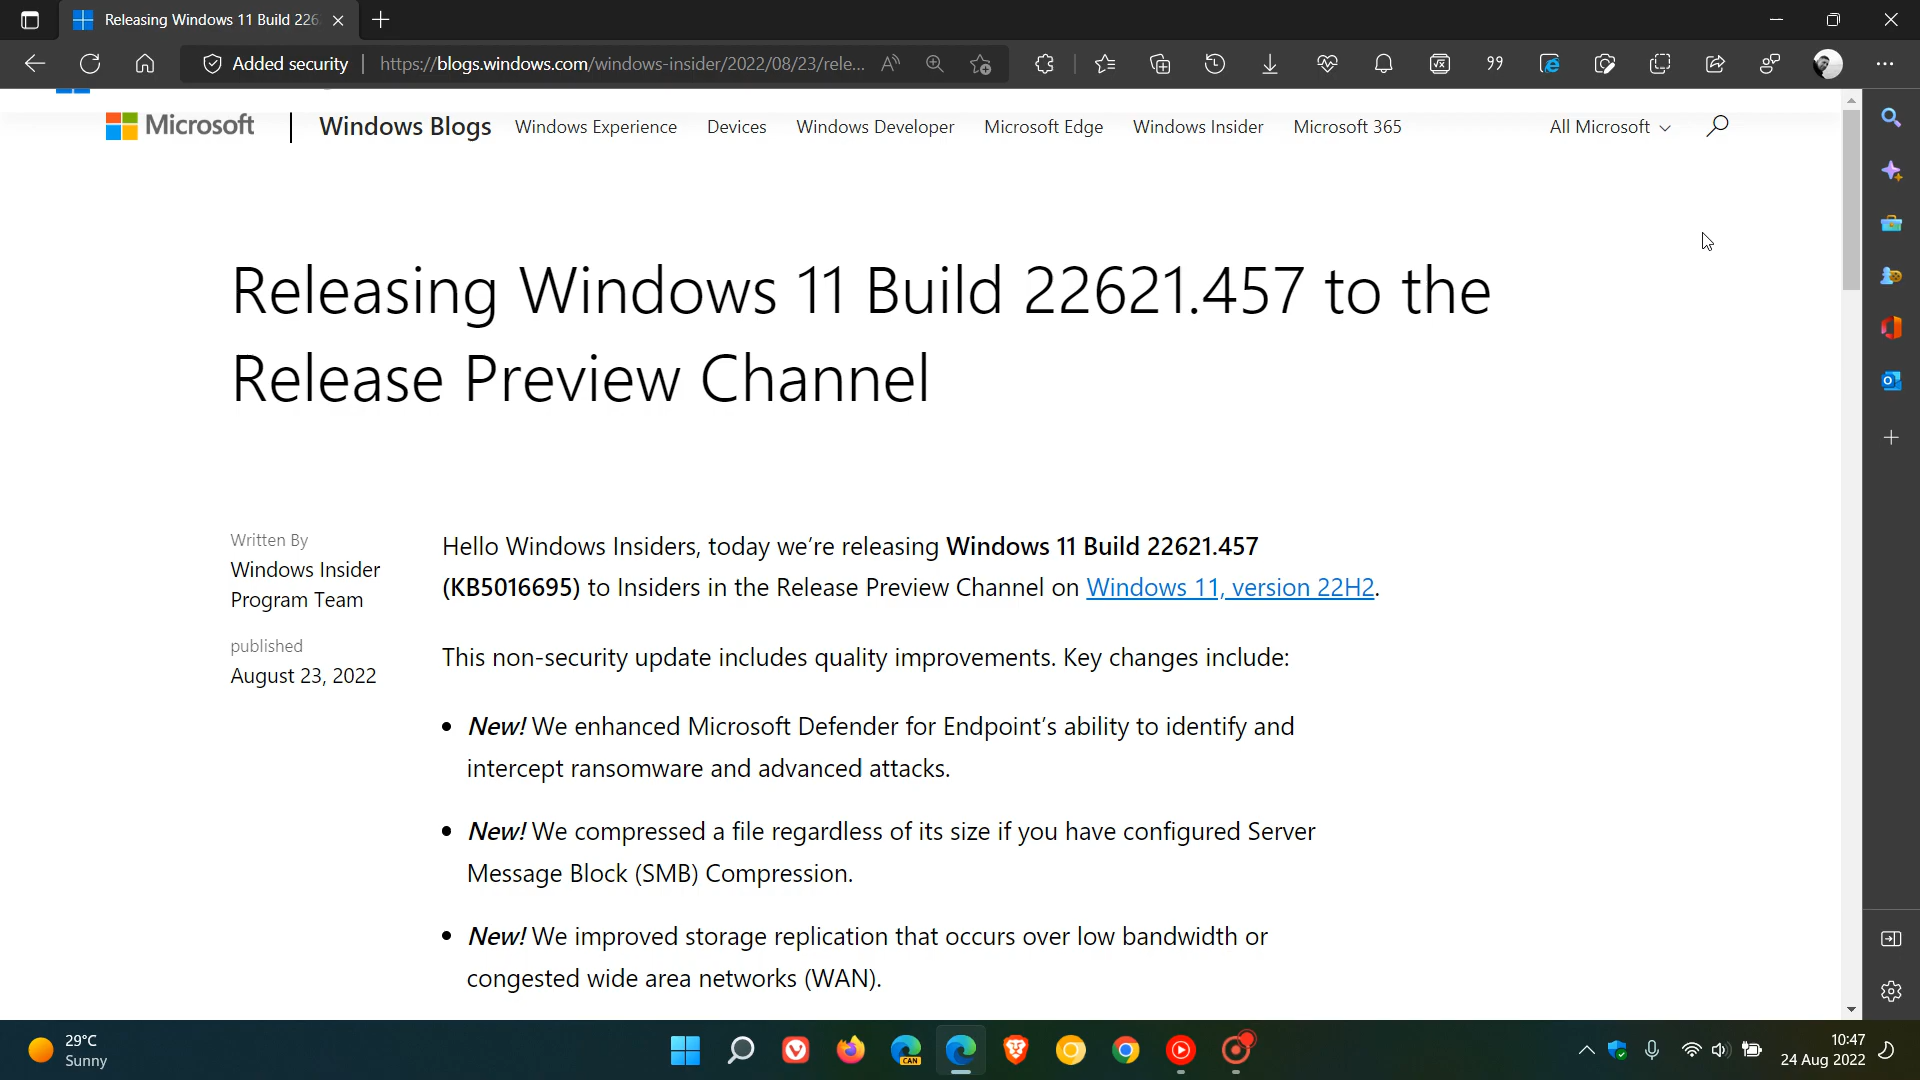 Releasing Windows 11 Build 226
Added security
https://blogs.windows.com/windows-insider/2022/08/23/rele...
Microsoft
Windows Blogs
Windows Experience
Devices
Windows Developer
Microsoft Edge
Windows Insider
Microsoft 365
All Microsoft
Releasing Windows 11 Build 22621.457 to the
Release Preview Channel
Written By
Windows Insider
Program Team
published
August 23, 2022
Hello Windows Insiders, today we’re releasing Windows 11 Build 22621.457
(KB5016695) to Insiders in the Release Preview Channel on Windows 11, version 22H2.
This non-security update includes quality improvements. Key changes include:
• New! We enhanced Microsoft Defender for Endpoint’s ability to identify and
intercept ransomware and advanced attacks.
• New! We compressed a file regardless of its size if you have configured Server
Message Block (SMB) Compression.
• New! We improved storage replication that occurs over low bandwidth or
congested wide area networks (WAN).
29°C
Sunny
CAN
10:47
24 Aug 2022